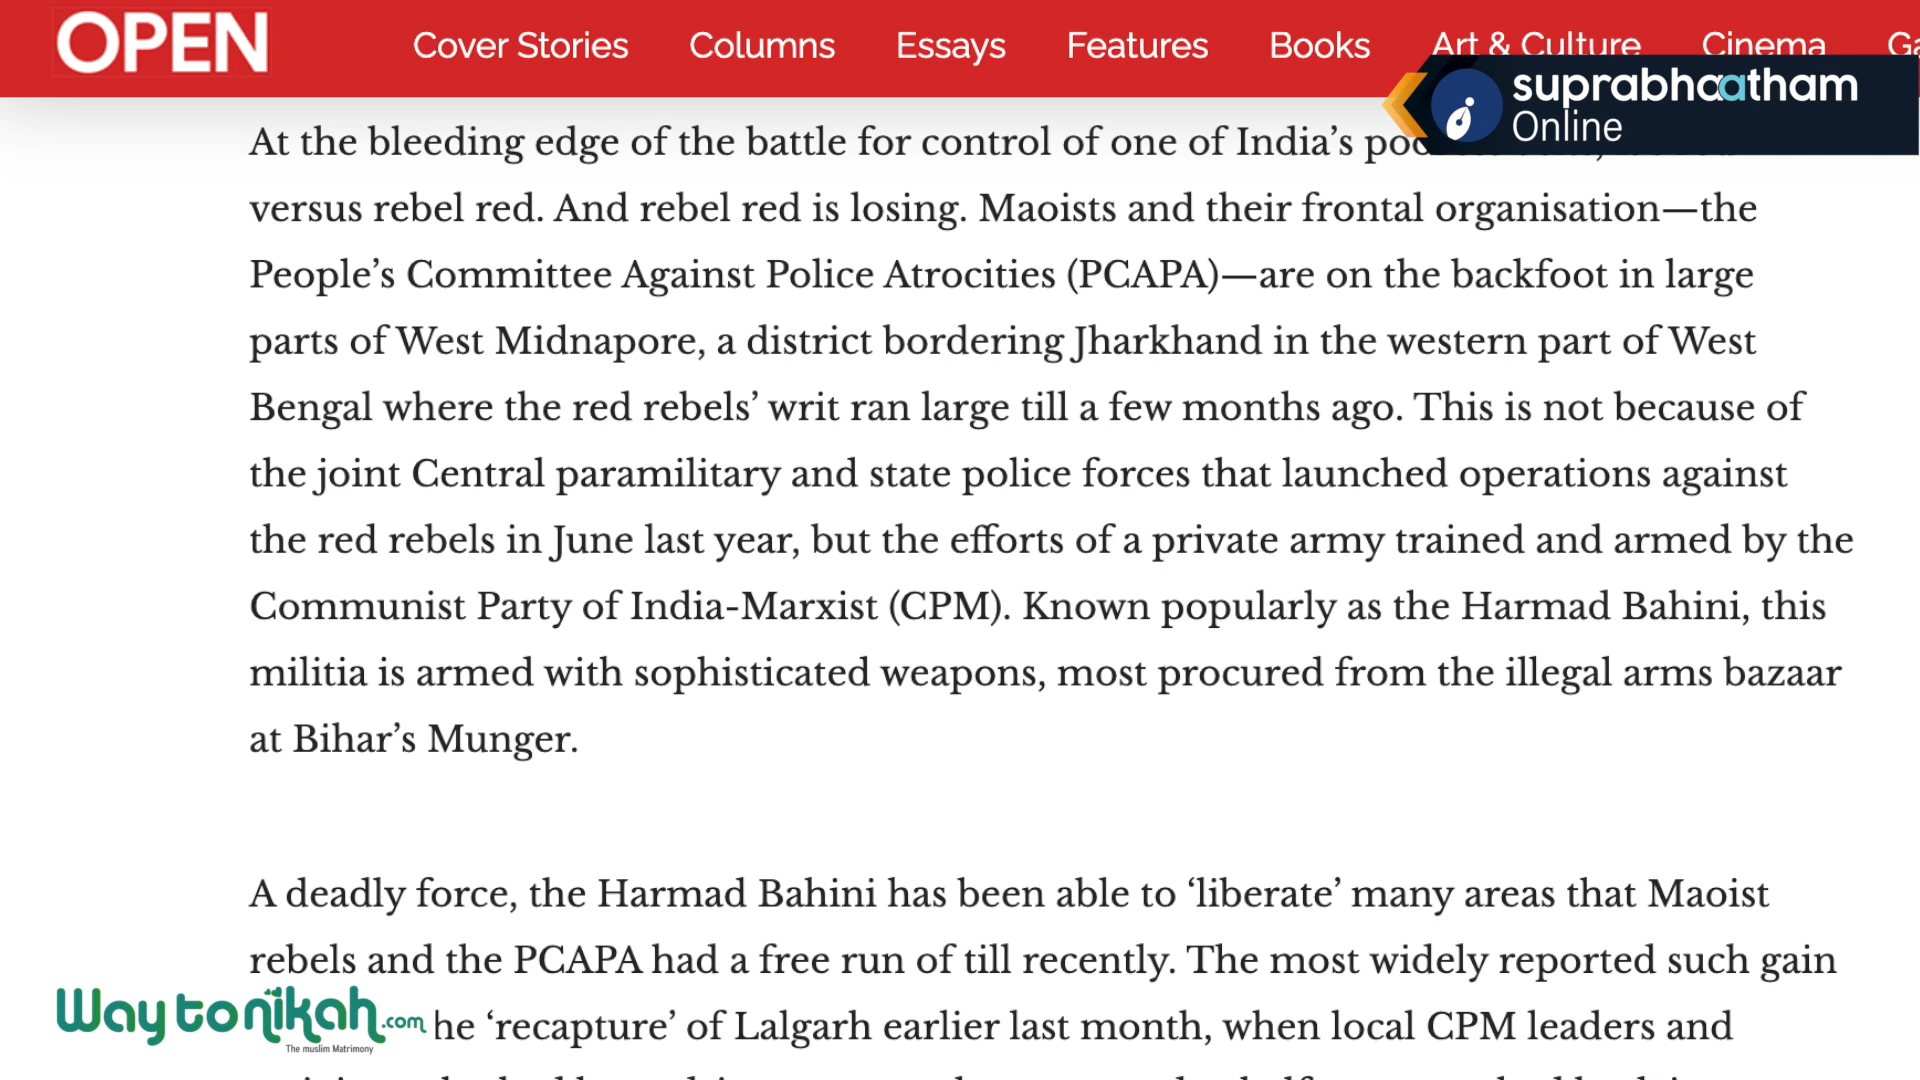 OPEN
Cover Stories Columns Essays Features Books Art & Culture Cinema
suprabhaatham
Online
At the bleeding edge of the battle for control of one of India’s
versus rebel red. And rebel red is losing. Maoists and their frontal organisation—the
People’s Committee Against Police Atrocities (PCAPA)—are on the backfoot in large
parts of West Midnapore, a district bordering Jharkhand in the western part of West
Bengal where the red rebels’ writ ran large till a few months ago. This is not because of
the joint Central paramilitary and state police forces that launched operations against
the red rebels in June last year, but the efforts of a private army trained and armed by the
Communist Party of India-Marxist (CPM). Known popularly as the Harmad Bahini, this
militia is armed with sophisticated weapons, most procured from the illegal arms bazaar
at Bihar’s Munger.
A deadly force, the Harmad Bahini has been able to ‘liberate’ many areas that Maoist
rebels and the PCAPA had a free run of till recently. The most widely reported such gain
he ‘recapture’ of Lalgarh earlier last month, when local CPM leaders and
Way to nikah.com
The muslim Matrimony